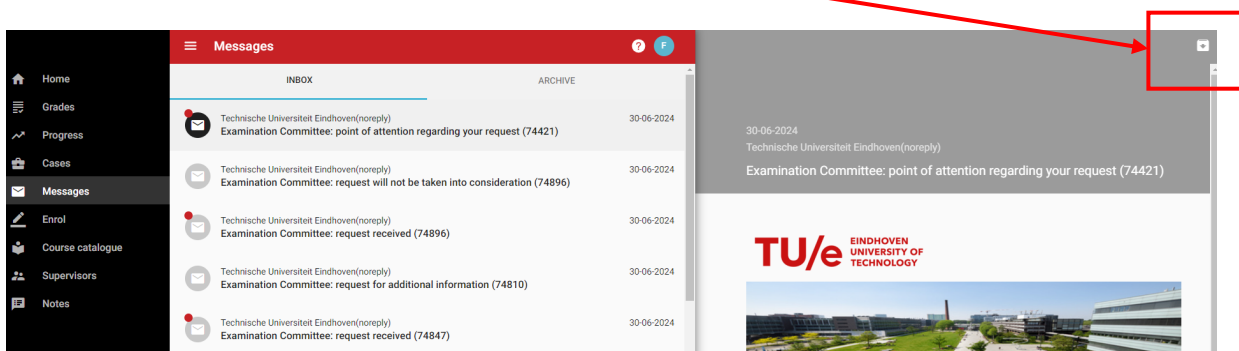 Messages
? F
Home
Grades
Progress
Cases
Messages
Enrol
Course catalogue
Supervisors
Notes
INBOX ARCHIVE
Technische Universiteit Eindhoven(noreply) 30-06-2024
Examination Committee: point of attention regarding your request (74421)
Technische Universiteit Eindhoven(noreply) 30-06-2024
Examination Committee: request will not be taken into consideration (74896)
Technische Universiteit Eindhoven(noreply) 30-06-2024
Examination Committee: request received (74896)
Technische Universiteit Eindhoven(noreply) 30-06-2024
Examination Committee: request for additional information (74810)
Technische Universiteit Eindhoven(noreply) 30-06-2024
Examination Committee: request received (74847)
30-06-2024
Technische Universiteit Eindhoven(noreply)
Examination Committee: point of attention regarding your request (74421)
TU/e EINDHOVEN
UNIVERSITY OF
TECHNOLOGY